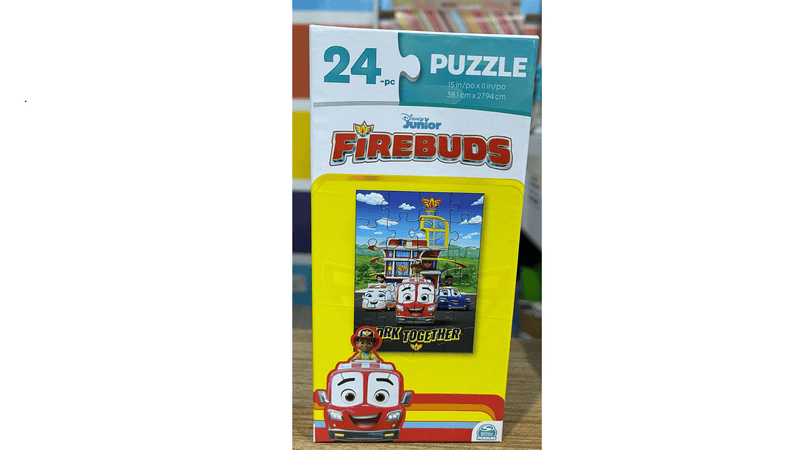 24-pc
PUZZLE
15 in/po x 11 in/po
38.1 cm x 27.94 cm
Disney
Junior
FIREBUDS
ORK TOGETHER